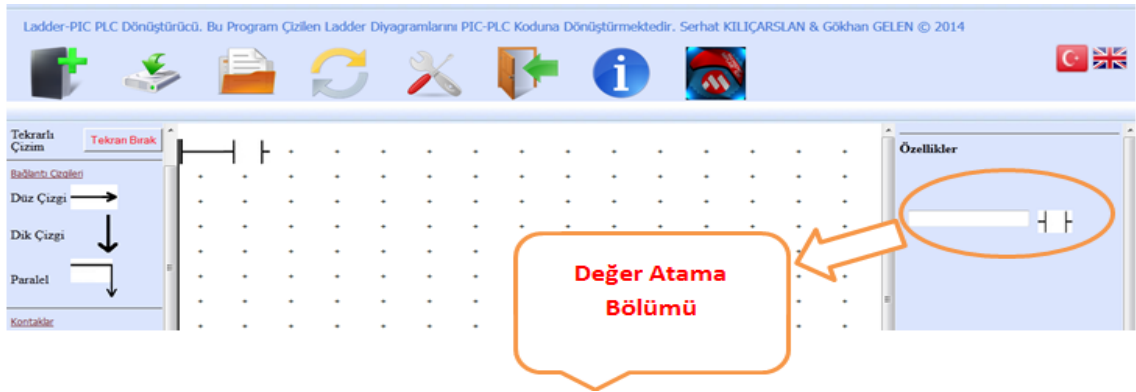 Ladder-PIC PLC Dönüştürücü. Bu Program Çizilen Ladder Diyagramlarını PIC-PLC Koduna Dönüştürmektedir. Serhat KILIÇARSLAN & Gökhan GELEN © 2014
Tekrarlı
Çizim
Tekrarı Bırak
Bağlantı Çizgileri
Düz Çizgi
Dik Çizgi
Paralel
Kontaklar
Özellikler
Değer Atama
Bölümü